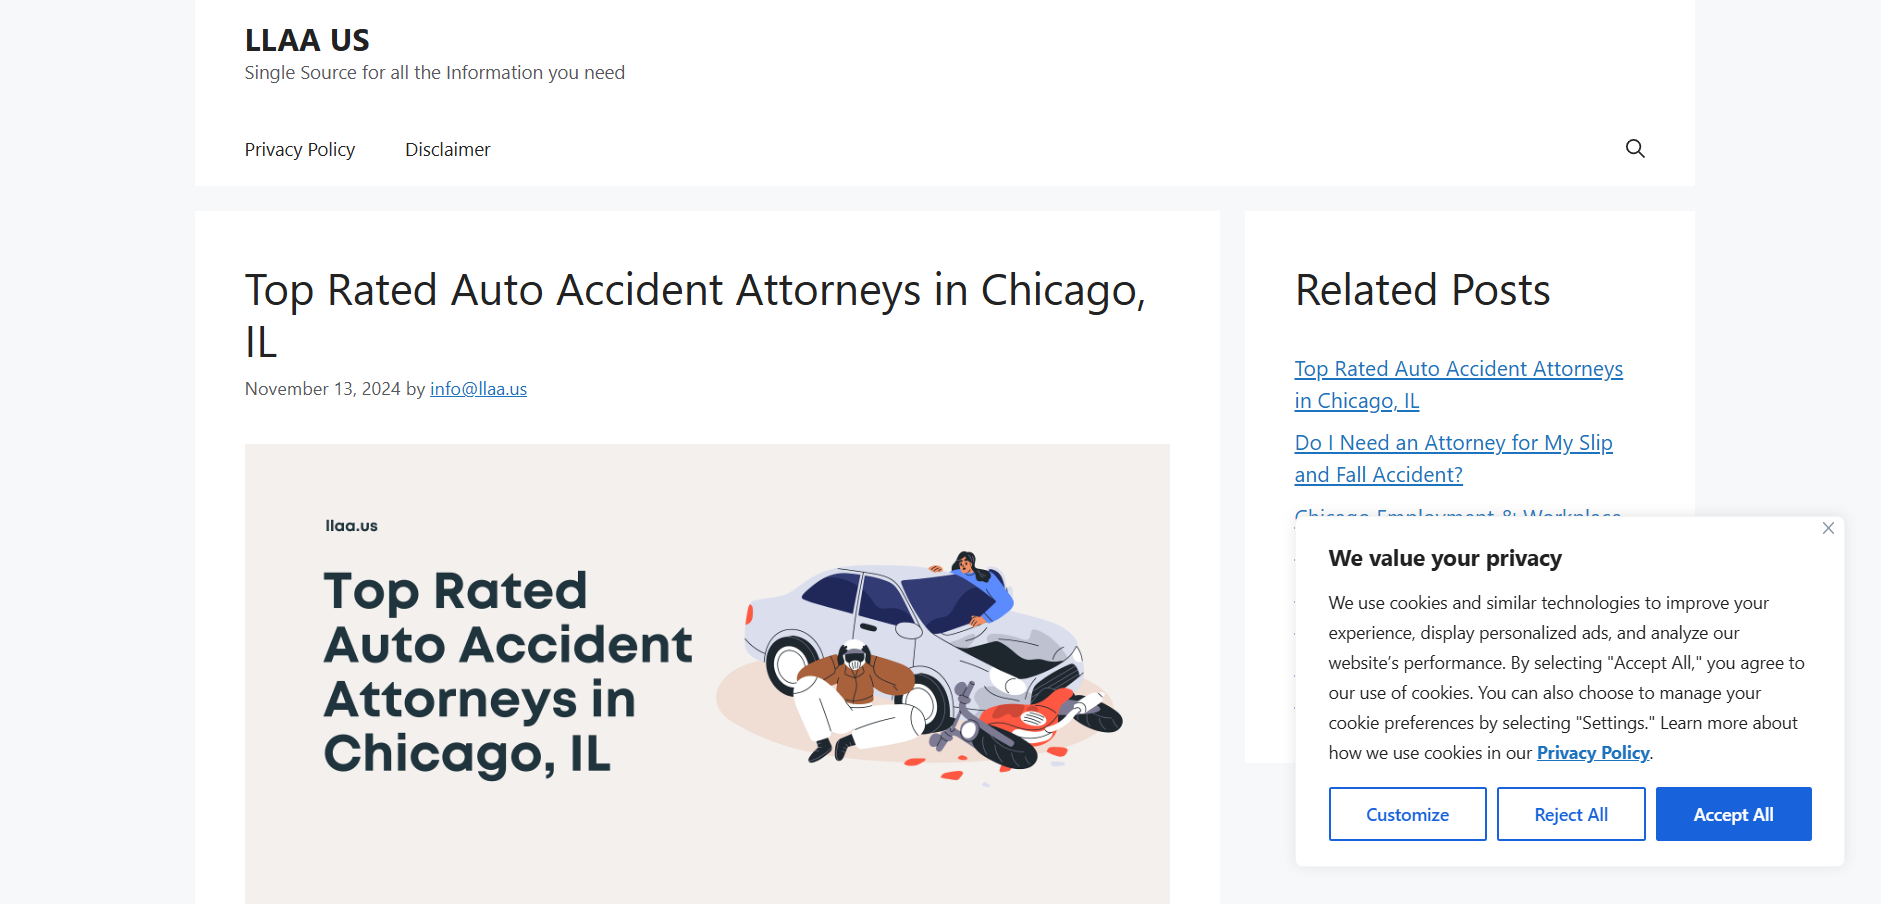 LLAA US
Single Source for all the Information you need
Privacy Policy
Disclaimer
Top Rated Auto Accident Attorneys in Chicago,
IL
November 13, 2024 by info@llaa.us
llaa.us
Top Rated
Auto Accident
Attorneys in
Chicago, IL
Related Posts
Top Rated Auto Accident Attorneys
in Chicago, IL
Do I Need an Attorney for My Slip
and Fall Accident?
Chicago Employment & Workplace
We value your privacy
We use cookies and similar technologies to improve your
experience, display personalized ads, and analyze our
website’s performance. By selecting "Accept All," you agree to
our use of cookies. You can also choose to manage your
cookie preferences by selecting "Settings." Learn more about
how we use cookies in our Privacy Policy.
Customize
Reject All
Accept All